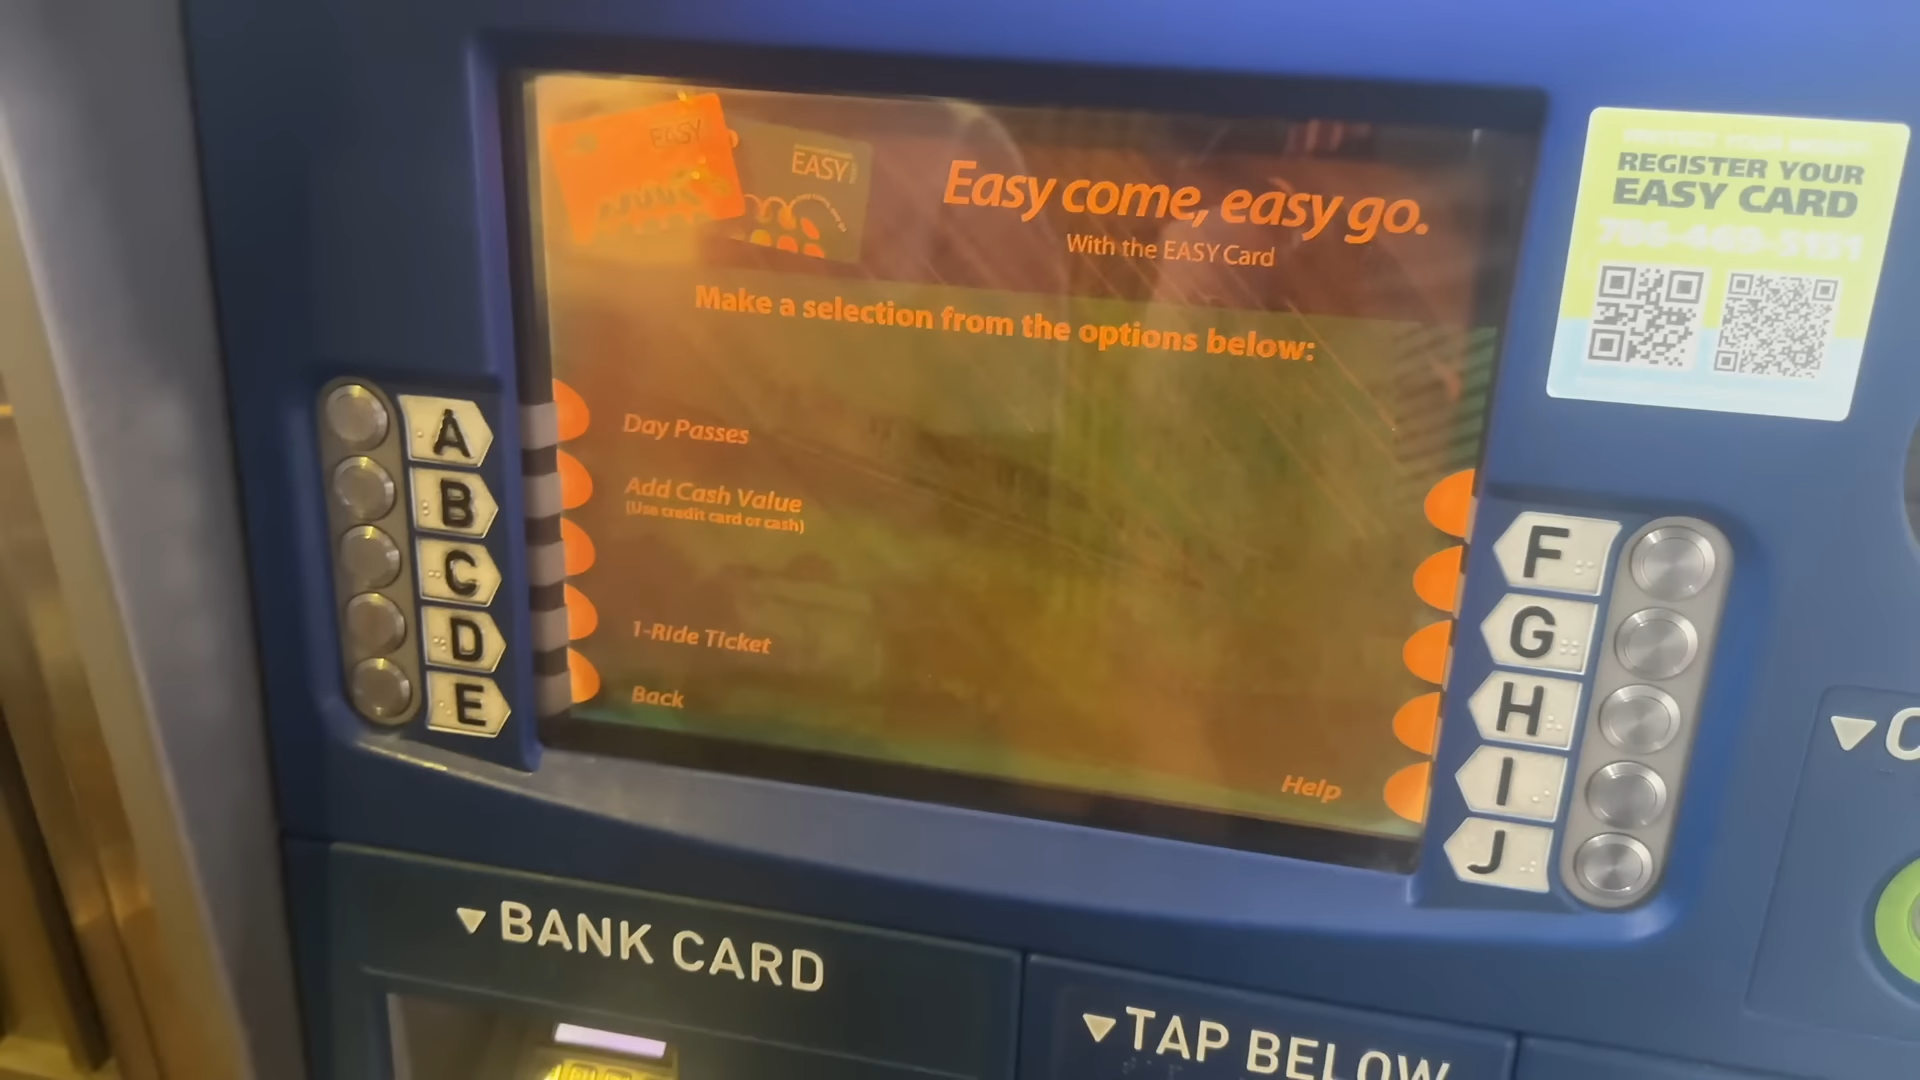 EASY
EASY
Easy come, easy go.
With the EASY Card
Make a selection from the options below:
Day Passes
Add Cash Value
(Use credit card or cash)
1-Ride Ticket
Back
Help
A
B
C
D
E
F
G
H
I
J
REGISTER YOUR
EASY CARD
BANK CARD
TAP BELOW